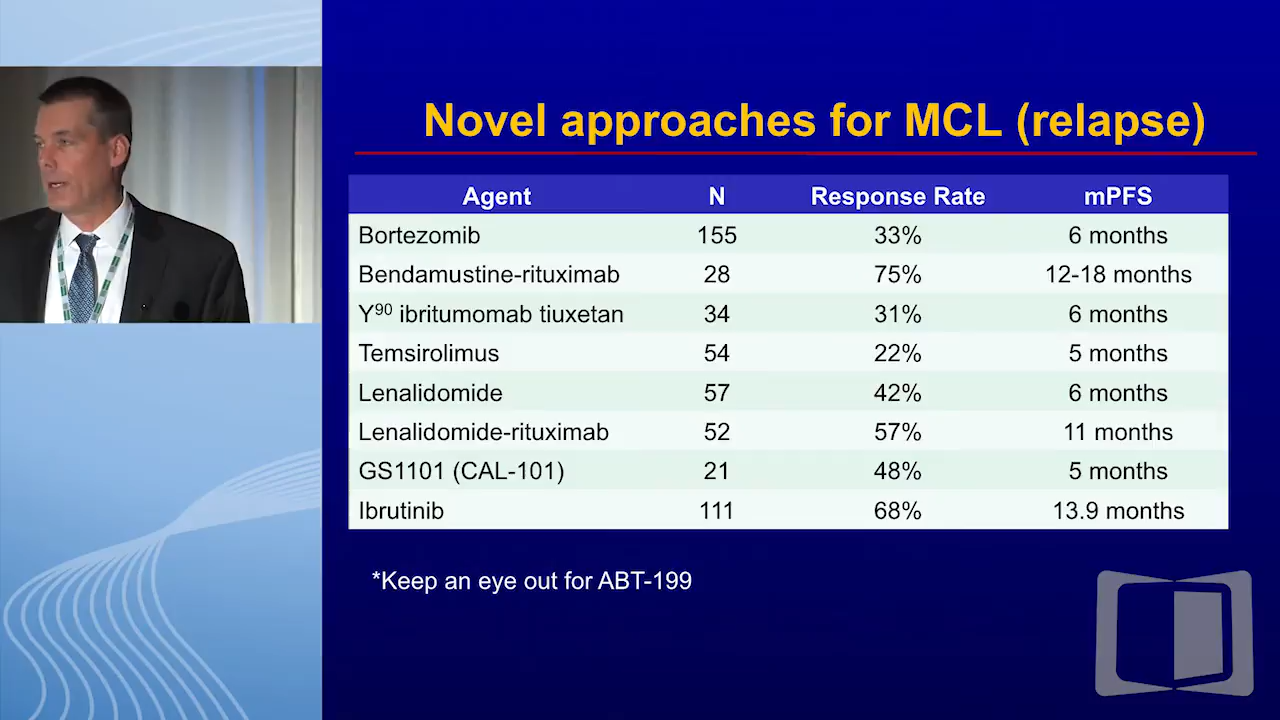 Novel approaches for MCL (relapse)
Agent N Response Rate mPFS
Bortezomib 155 33% 6 months
Bendamustine-rituximab 28 75% 12-18 months
Y⁹⁰ ibritumomab tiuxetan 34 31% 6 months
Temsirolimus 54 22% 5 months
Lenalidomide 57 42% 6 months
Lenalidomide-rituximab 52 57% 11 months
GS1101 (CAL-101) 21 48% 5 months
Ibrutinib 111 68% 13.9 months
*Keep an eye out for ABT-199